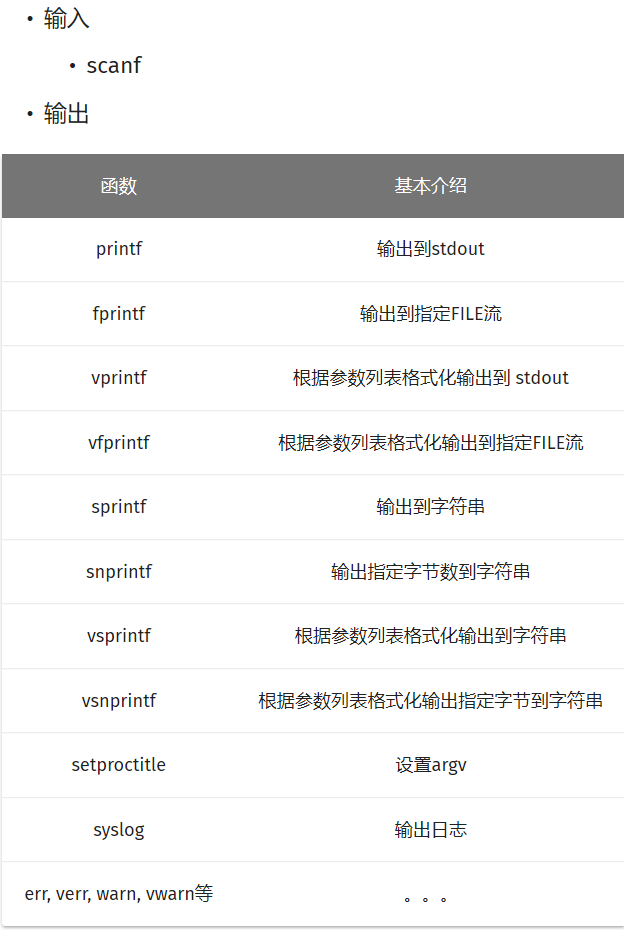 • 输入
• scanf
• 输出
函数 基本介绍
printf 输出到stdout
fprintf 输出到指定FILE流
vprintf 根据参数列表格式化输出到 stdout
vfprintf 根据参数列表格式化输出到指定FILE流
sprintf 输出到字符串
snprintf 输出指定字节数到字符串
vsprintf 根据参数列表格式化输出到字符串
vsnprintf 根据参数列表格式化输出指定字节到字符串
setproctitle 设置argv
syslog 输出日志
err, verr, warn, vwarn等 。。。